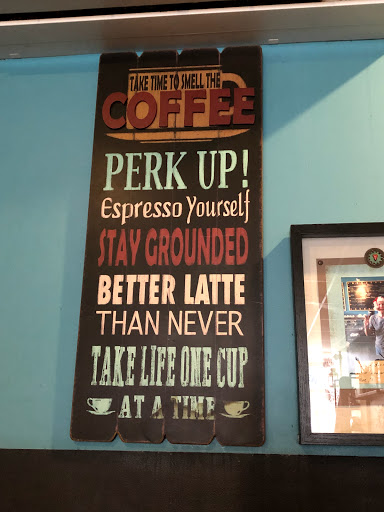 TAKE TIME TO SMELL THE
COFFEE
PERK UP!
Espresso Yourself
STAY GROUNDED
BETTER LATTE
THAN NEVER
TAKE LIFE ONE CUP
AT A TIME